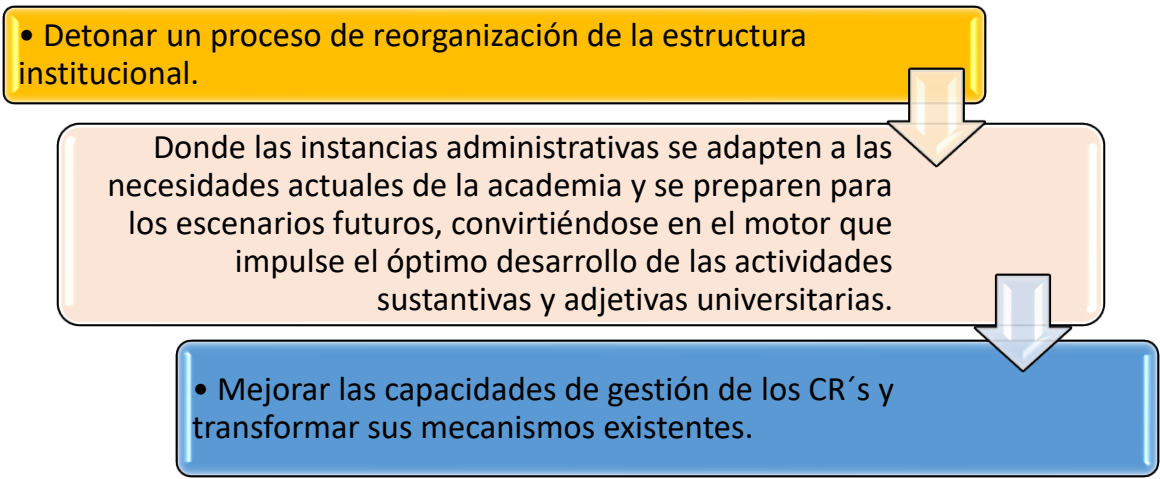 • Detonar un proceso de reorganización de la estructura
institucional.
Donde las instancias administrativas se adapten a las
necesidades actuales de la academia y se preparen para
los escenarios futuros, convirtiéndose en el motor que
impulse el óptimo desarrollo de las actividades
sustantivas y adjetivas universitarias.
• Mejorar las capacidades de gestión de los CR´s y
transformar sus mecanismos existentes.